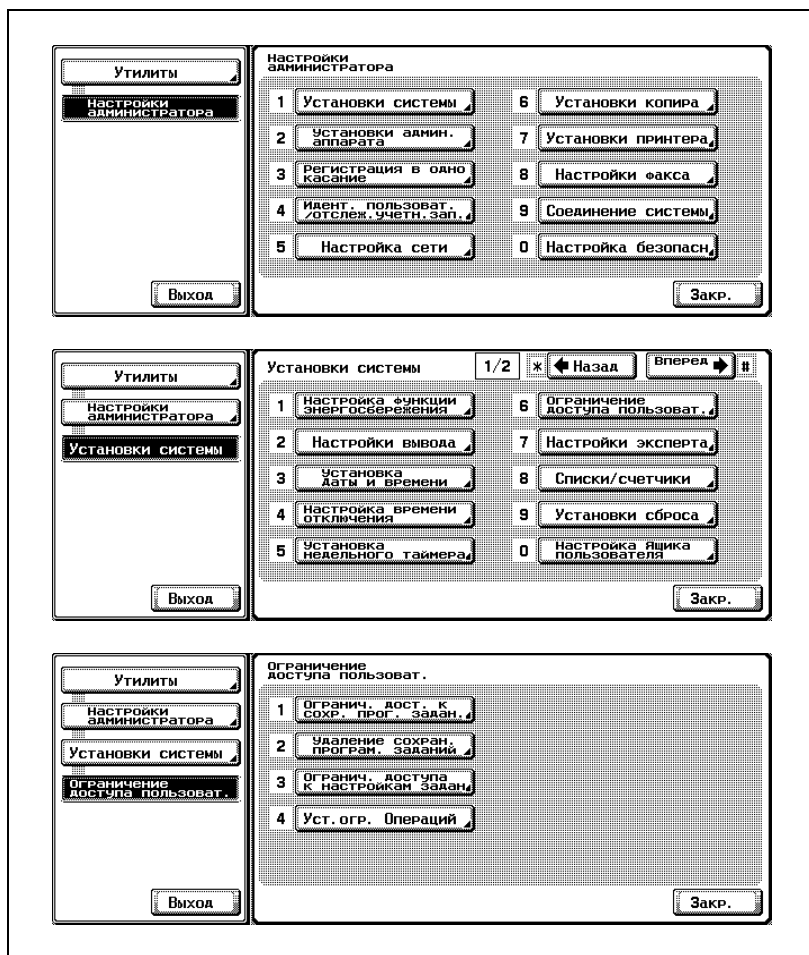 Утилиты
Настройки
администратора
Выход
Настройки
администратора
1 Установки системы
2 Установки админ.
аппарата
3 Регистрация в одно
касание
4 Идент. пользоват.
/отслеж.учетн.зап.
5 Настройка сети
6 Установки копира
7 Установки принтера
8 Настройки факса
9 Соединение системы
0 Настройка безопасн
Закр.
Утилиты
Настройки
администратора
Установки системы
Выход
Установки системы 1/2 * Назад Вперед #
1 Настройка функции
энергосбережения
2 Настройки вывода
3 Установка
даты и времени
4 Настройка времени
отключения
5 Установка
недельного таймера
6 Ограничение
доступа пользоват.
7 Настройки эксперта
8 Списки/счетчики
9 Установки сброса
0 Настройка Ящика
пользователя
Закр.
Утилиты
Настройки
администратора
Установки системы
Ограничение
доступа пользоват.
Выход
Ограничение
доступа пользоват.
1 Огранич. дост. к
сохр. прог. задан.
2 Удаление сохран.
програм. заданий
3 Огранич. доступа
к настройкам задан
4 Уст.огр. Операций
Закр.